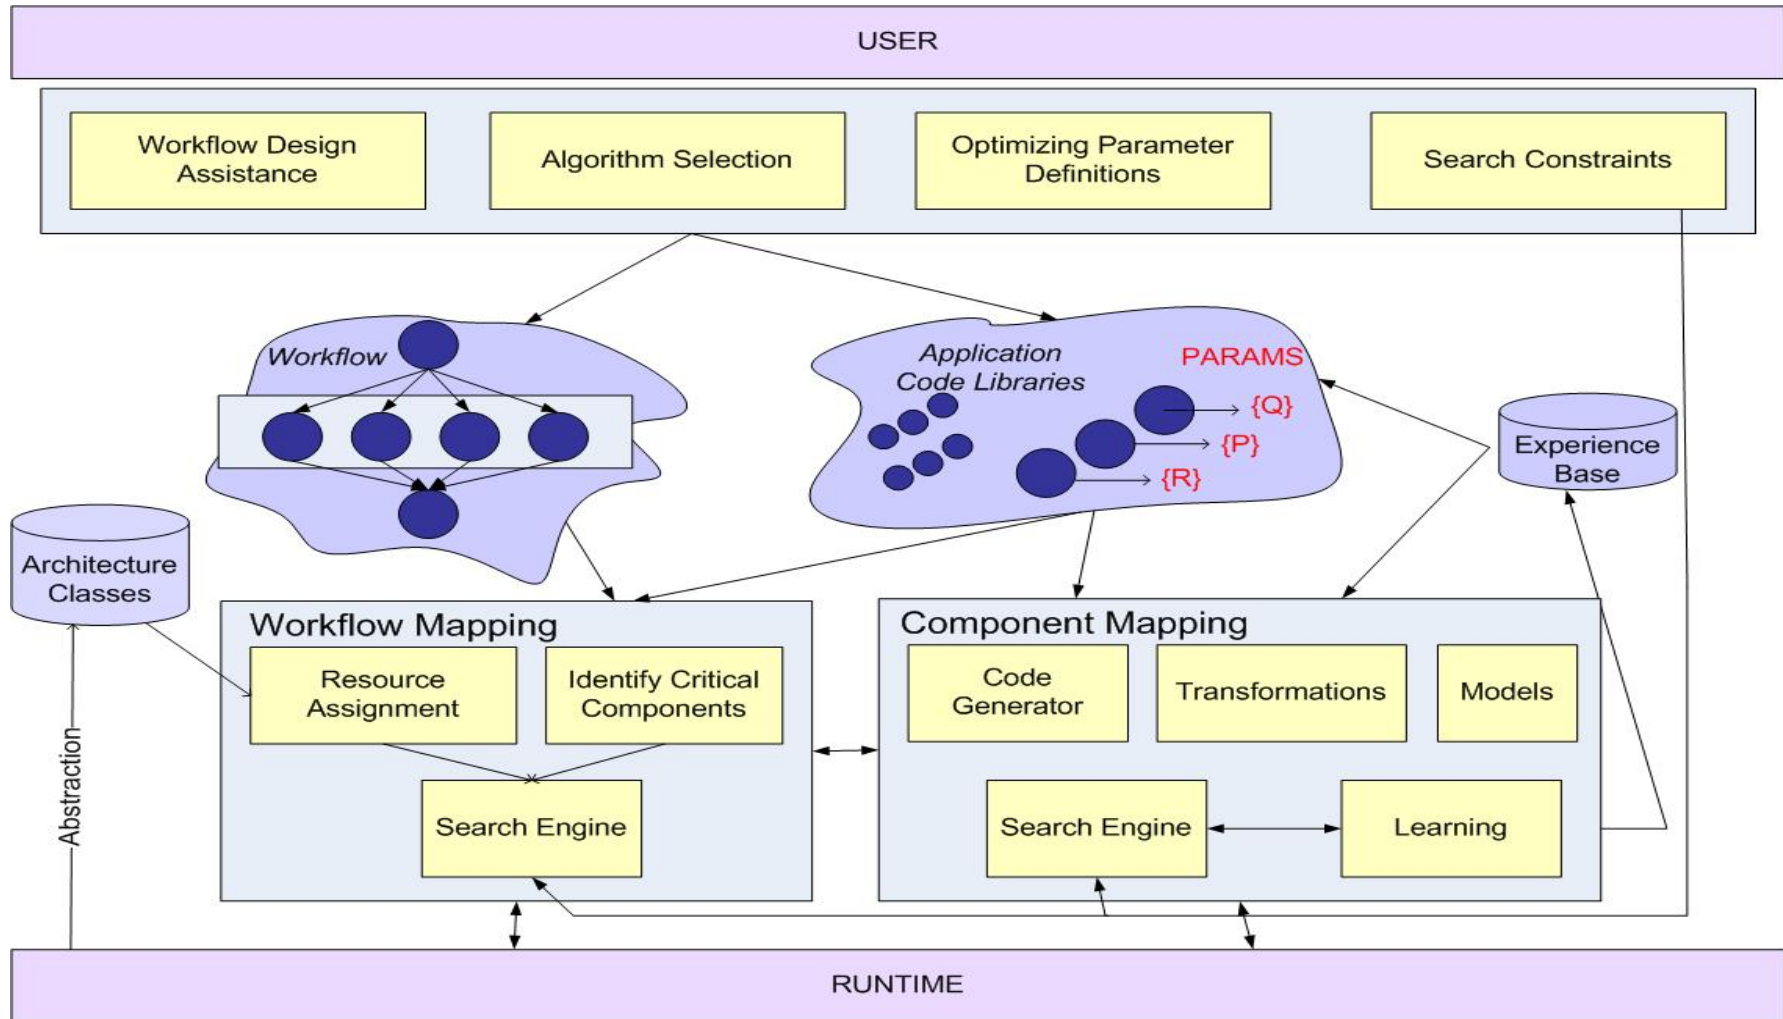 USER
Workflow Design
Assistance
Algorithm Selection
Optimizing Parameter
Definitions
Search Constraints
Workflow
Application
Code Libraries
PARAMS
{Q}
{P}
{R}
Experience
Base
Architecture
Classes
Abstraction
Workflow Mapping
Resource
Assignment
Identify Critical
Components
Search Engine
Component Mapping
Code
Generator
Transformations
Models
Search Engine
Learning
RUNTIME